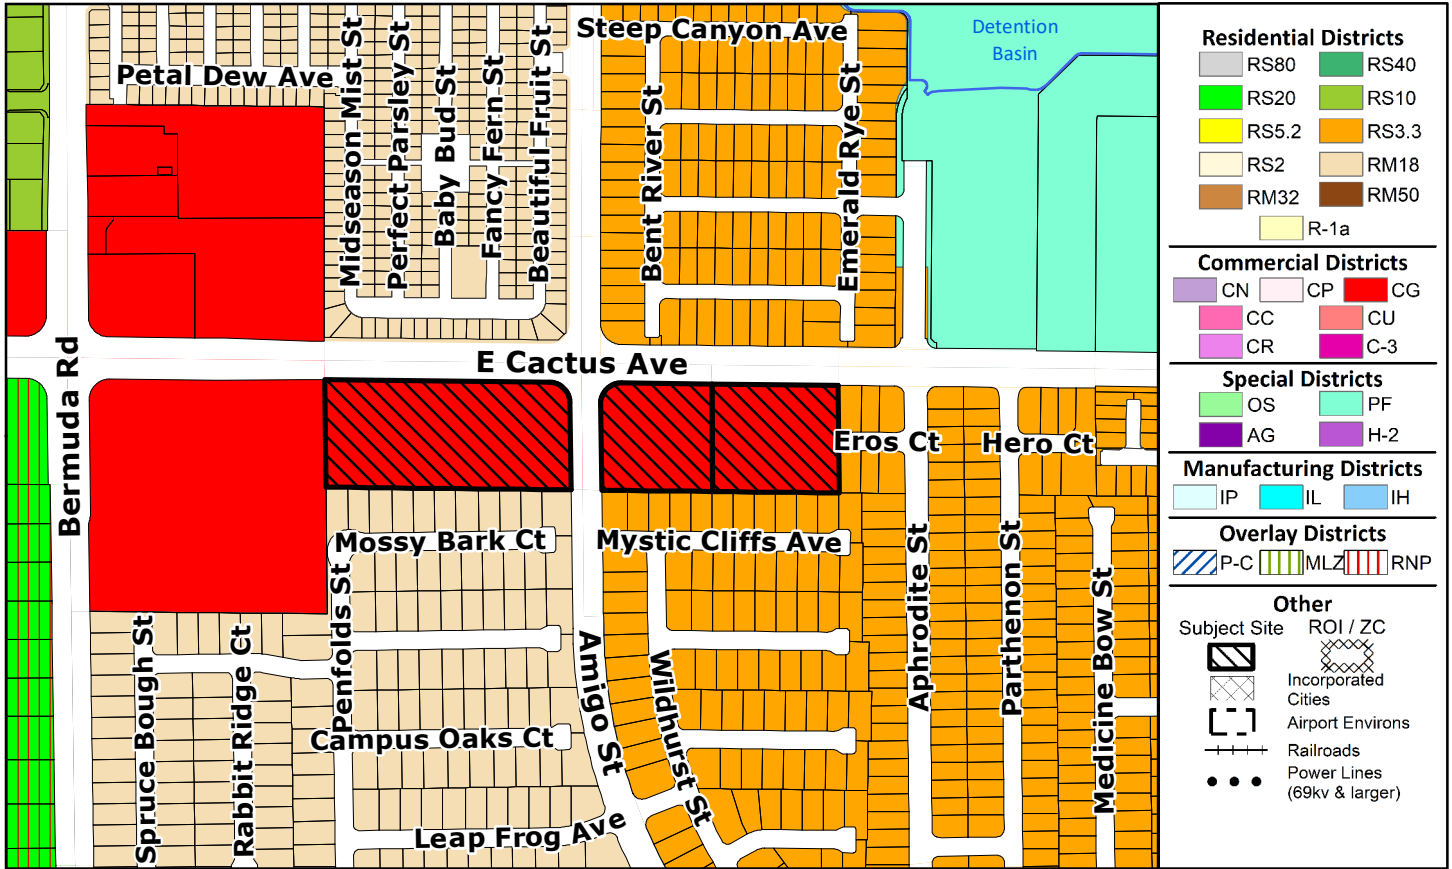 Steep Canyon Ave
Detention
Basin
Petal Dew Ave
Midseason Mist St
Perfect Parsley St
Baby Bud St
Fancy Fern St
Beautiful Fruit St
Bent River St
Emerald Rye St
E Cactus Ave
Bermuda Rd
Eros Ct
Hero Ct
Mossy Bark Ct
Mystic Cliffs Ave
Penfolds St
Spruce Bough St
Rabbit Ridge Ct
Amigo St
Wildhurst St
Aphrodite St
Parthenon St
Medicine Bow St
Campus Oaks Ct
Leap Frog Ave
Residential Districts
RS80 RS40
RS20 RS10
RS5.2 RS3.3
RS2 RM18
RM32 RM50
R-1a
Commercial Districts
CN CP CG
CC CU
CR C-3
Special Districts
OS PF
AG H-2
Manufacturing Districts
IP IL IH
Overlay Districts
P-C MLZ RNP
Other
Subject Site ROI / ZC
Incorporated
Cities
Airport Environs
Railroads
Power Lines
(69kv & larger)